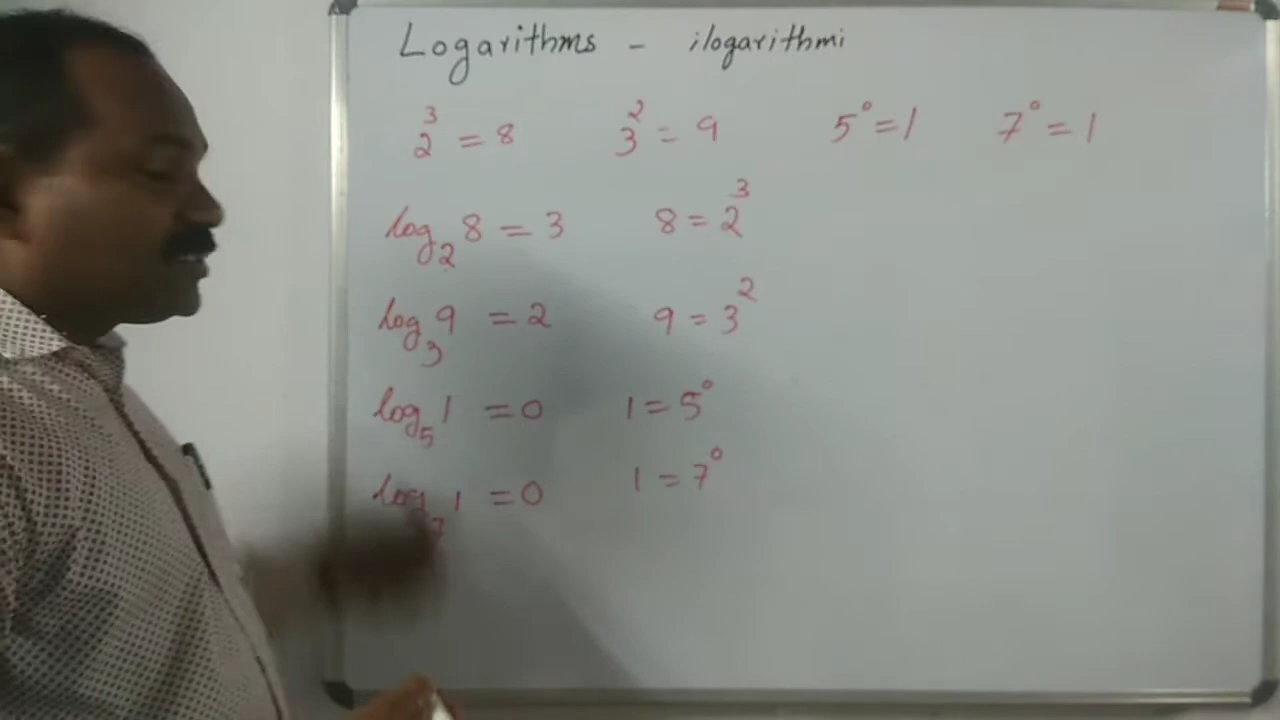 Logarithms - ilogarithmi
2³ = 8 3² = 9 5⁰ = 1 7⁰ = 1
log₂ 8 = 3 8 = 2³
log₃ 9 = 2 9 = 3²
log₅ 1 = 0 1 = 5⁰
log₇ 1 = 0 1 = 7⁰